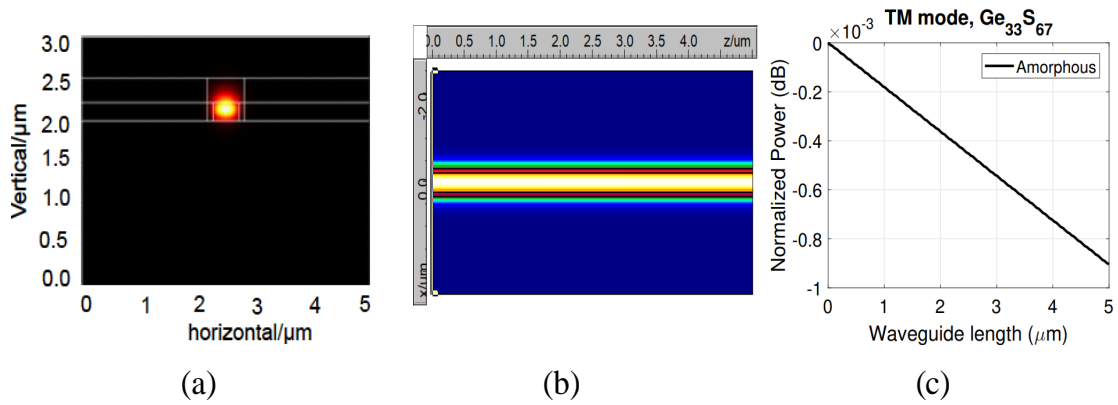 3.0
2.5
2.0
1.5
1.0
0.5
0.0
Vertical/µm
0 1 2 3 4 5
horizontal/µm
(a)
0.0 0.5 1.0 1.5 2.0 2.5 3.0 3.5 4.0 z/um
-2.0
0.0
x/um
(b)
TM mode, Ge33S67
×10-3
Amorphous
0
-0.2
-0.4
-0.6
-0.8
-1
Normalized Power (dB)
0 1 2 3 4 5
Waveguide length (µm)
(c)